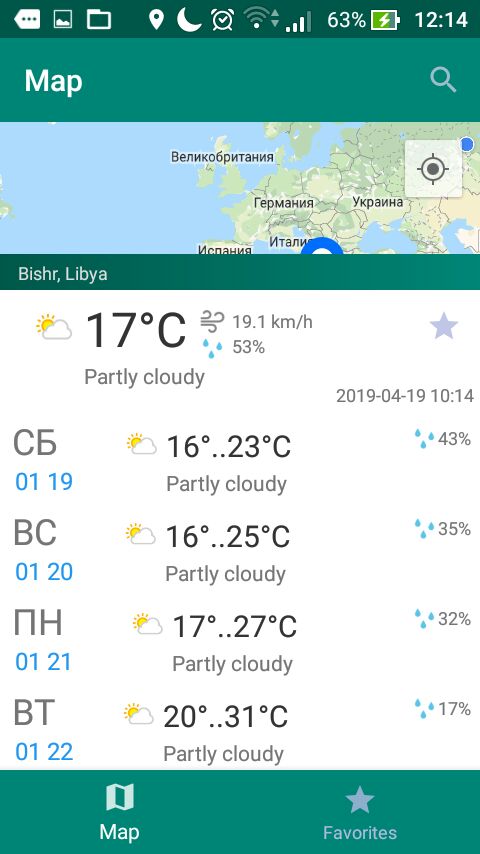 63% 12:14
Map
Великобритания
Германия
Украина
Испания
Итали
Bishr, Libya
17°C
19.1 km/h
53%
Partly cloudy
2019-04-19 10:14
СБ
16°..23°C
43%
01 19
Partly cloudy
ВС
16°..25°C
35%
01 20
Partly cloudy
ПН
17°..27°C
32%
01 21
Partly cloudy
ВТ
20°..31°C
17%
01 22
Partly cloudy
Map
Favorites